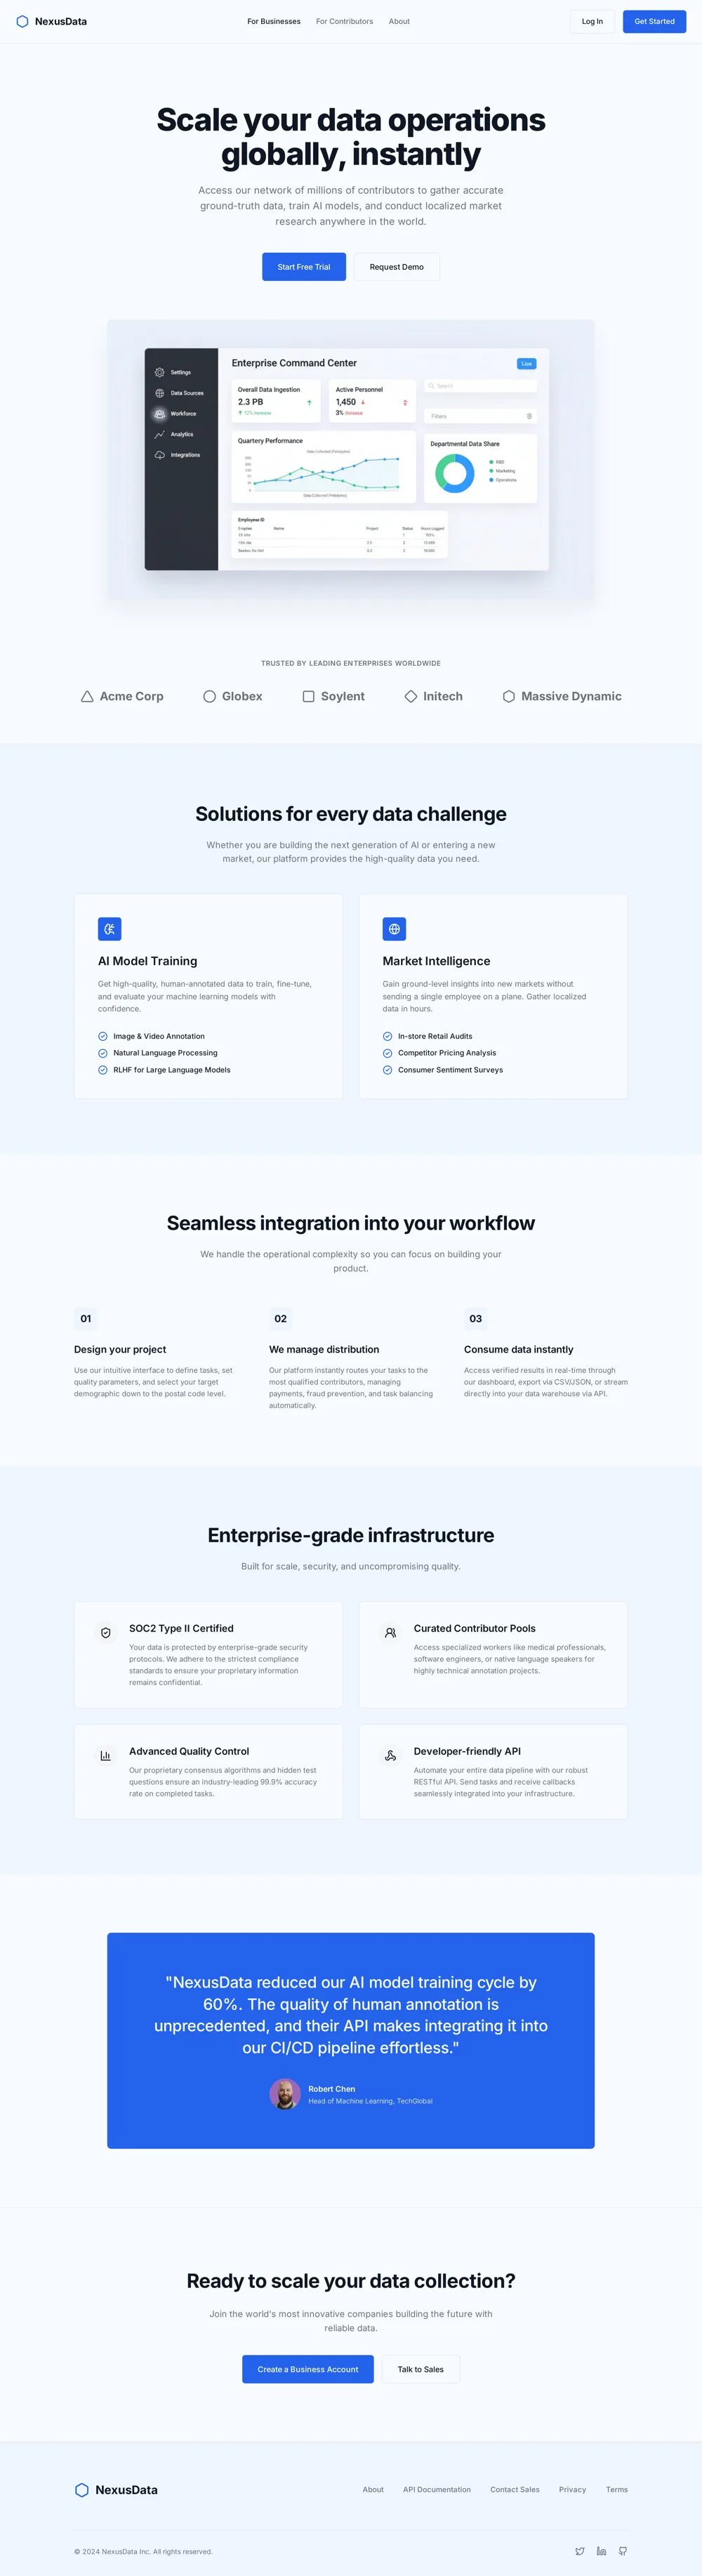 NexusData
For Businesses
For Contributors
About
Log In
Get Started
Scale your data operations
globally, instantly
Access our network of millions of contributors to gather accurate
ground-truth data, train AI models, and conduct localized market
research anywhere in the world.
Start Free Trial
Request Demo
Settings
Data Sources
Workforce
Analytics
Integrations
Enterprise Command Center
Live
Overall Data Ingestion
2.3 PB
12% increase
Active Personnel
1,450
3% increase
Search
Filters
Quartery Performance
Departmental Data Share
R&D
Marketing
Operations
Employee ID
Name
Project
Status
Hours Logged
TRUSTED BY LEADING ENTERPRISES WORLDWIDE
Acme Corp
Globex
Soylent
Initech
Massive Dynamic
Solutions for every data challenge
Whether you are building the next generation of AI or entering a new
market, our platform provides the high-quality data you need.
AI Model Training
Get high-quality, human-annotated data to train, fine-tune,
and evaluate your machine learning models with
confidence.
Image & Video Annotation
Natural Language Processing
RLHF for Large Language Models
Market Intelligence
Gain ground-level insights into new markets without
sending a single employee on a plane. Gather localized
data in hours.
In-store Retail Audits
Competitor Pricing Analysis
Consumer Sentiment Surveys
Seamless integration into your workflow
We handle the operational complexity so you can focus on building your
product.
01
Design your project
Use our intuitive interface to define tasks, set
quality parameters, and select your target
demographic down to the postal code level.
02
We manage distribution
Our platform instantly routes your tasks to the
most qualified contributors, managing
payments, fraud prevention, and task balancing
automatically.
03
Consume data instantly
Access verified results in real-time through
our dashboard, export via CSV/JSON, or stream
directly into your data warehouse via API.
Enterprise-grade infrastructure
Built for scale, security, and uncompromising quality.
SOC2 Type II Certified
Your data is protected by enterprise-grade security
protocols. We adhere to the strictest compliance
standards to ensure your proprietary information
remains confidential.
Curated Contributor Pools
Access specialized workers like medical professionals,
software engineers, or native language speakers for
highly technical annotation projects.
Advanced Quality Control
Our proprietary consensus algorithms and hidden test
questions ensure an industry-leading 99.9% accuracy
rate on completed tasks.
Developer-friendly API
Automate your entire data pipeline with our robust
RESTful API. Send tasks and receive callbacks
seamlessly integrated into your infrastructure.
"NexusData reduced our AI model training cycle by
60%. The quality of human annotation is
unprecedented, and their API makes integrating it into
our CI/CD pipeline effortless."
Robert Chen
Head of Machine Learning, TechGlobal
Ready to scale your data collection?
Join the world's most innovative companies building the future with
reliable data.
Create a Business Account
Talk to Sales
NexusData
About
API Documentation
Contact Sales
Privacy
Terms
© 2024 NexusData Inc. All rights reserved.